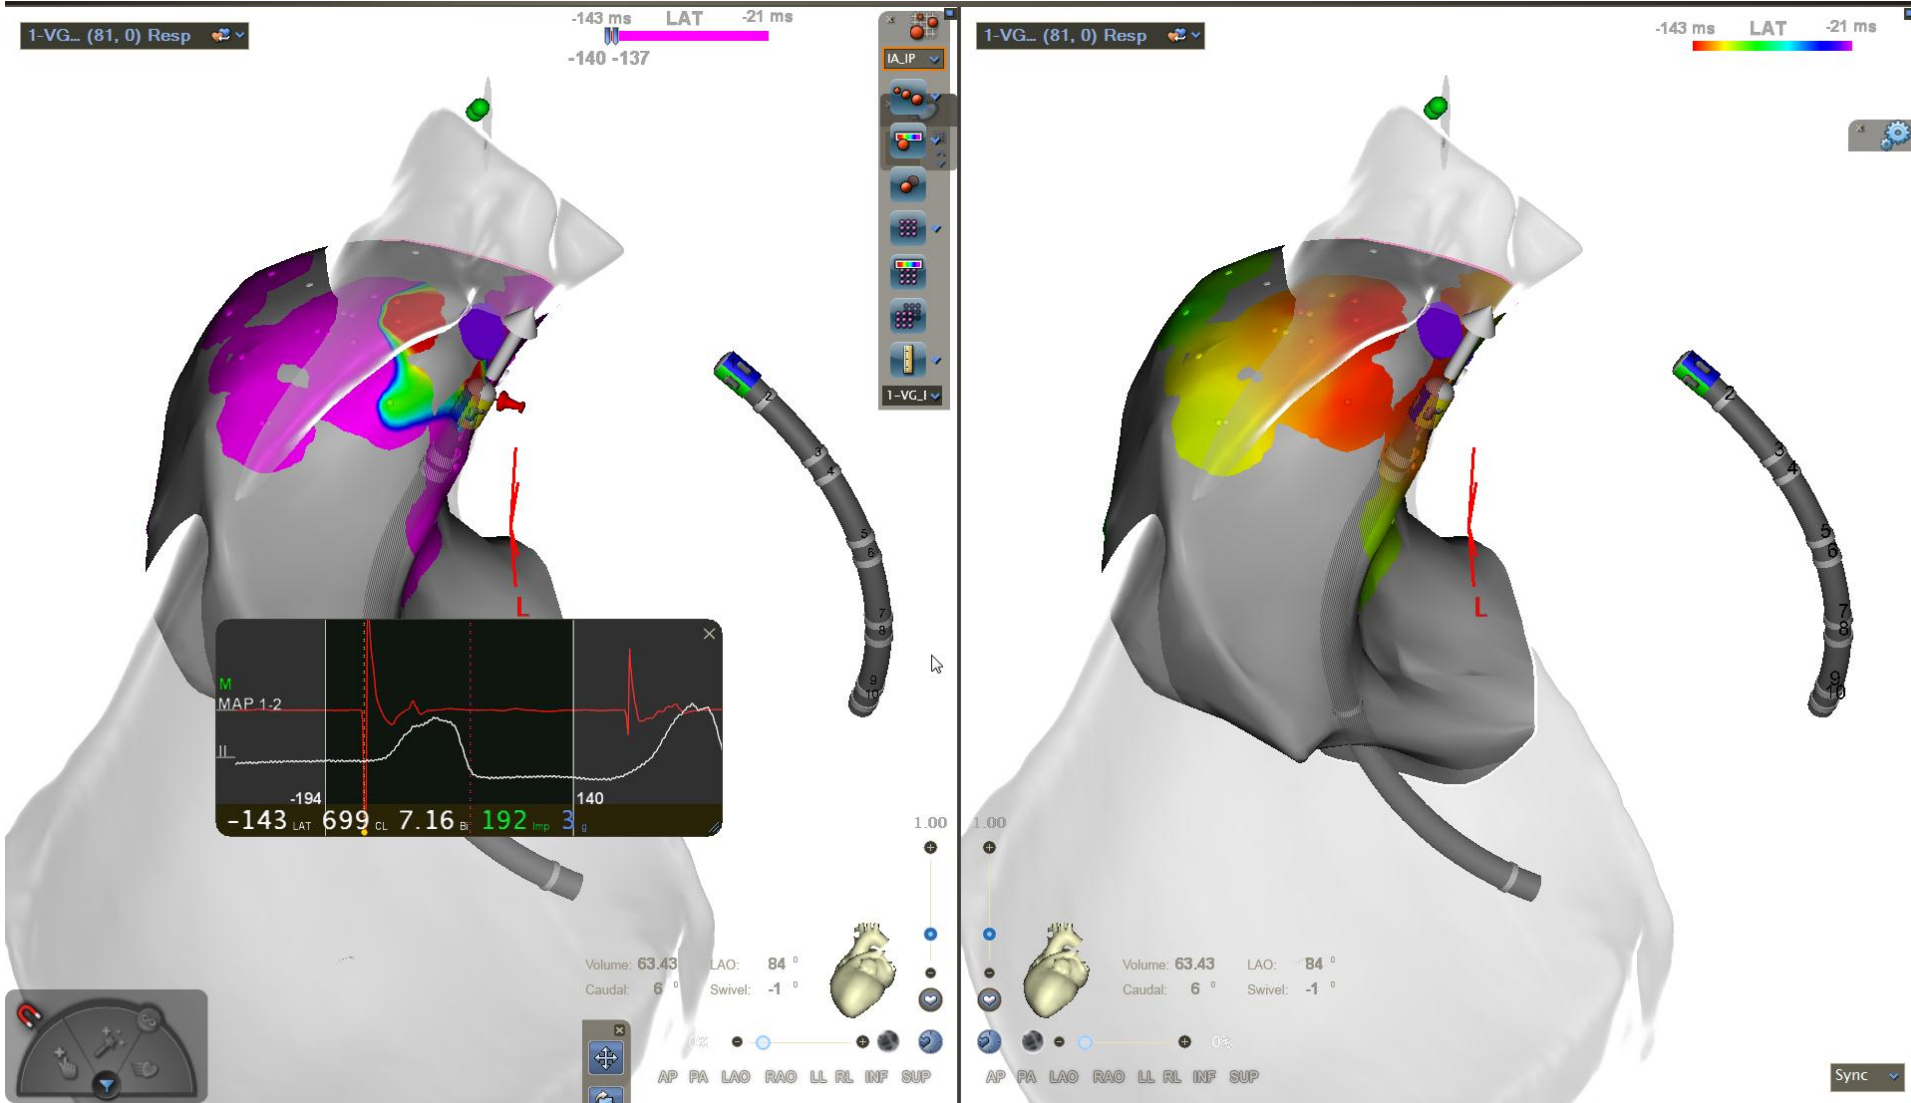 1-VG... (81, 0) Resp
-143 ms LAT -21 ms
-140 -137
IA_IP
1-VG_I
2
3
4
5
6
7
8
9
10
L
M
MAP 1-2
II
-194
140
-143 LAT 699 CL 7.16 Bi 192 Imp 3 g
1.00
Volume: 63.43 LAO: 84 °
Caudal: 6 ° Swivel: -1 °
0%
AP PA LAO RAO LL RL INF SUP
1-VG... (81, 0) Resp
-143 ms LAT -21 ms
2
3
4
5
6
7
8
9
10
L
1.00
Volume: 63.43 LAO: 84 °
Caudal: 6 ° Swivel: -1 °
0%
AP PA LAO RAO LL RL INF SUP
Sync